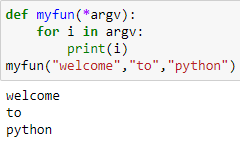 def myfun(*argv):
    for i in argv:
        print(i)
myfun("welcome","to","python")
welcome
to
python